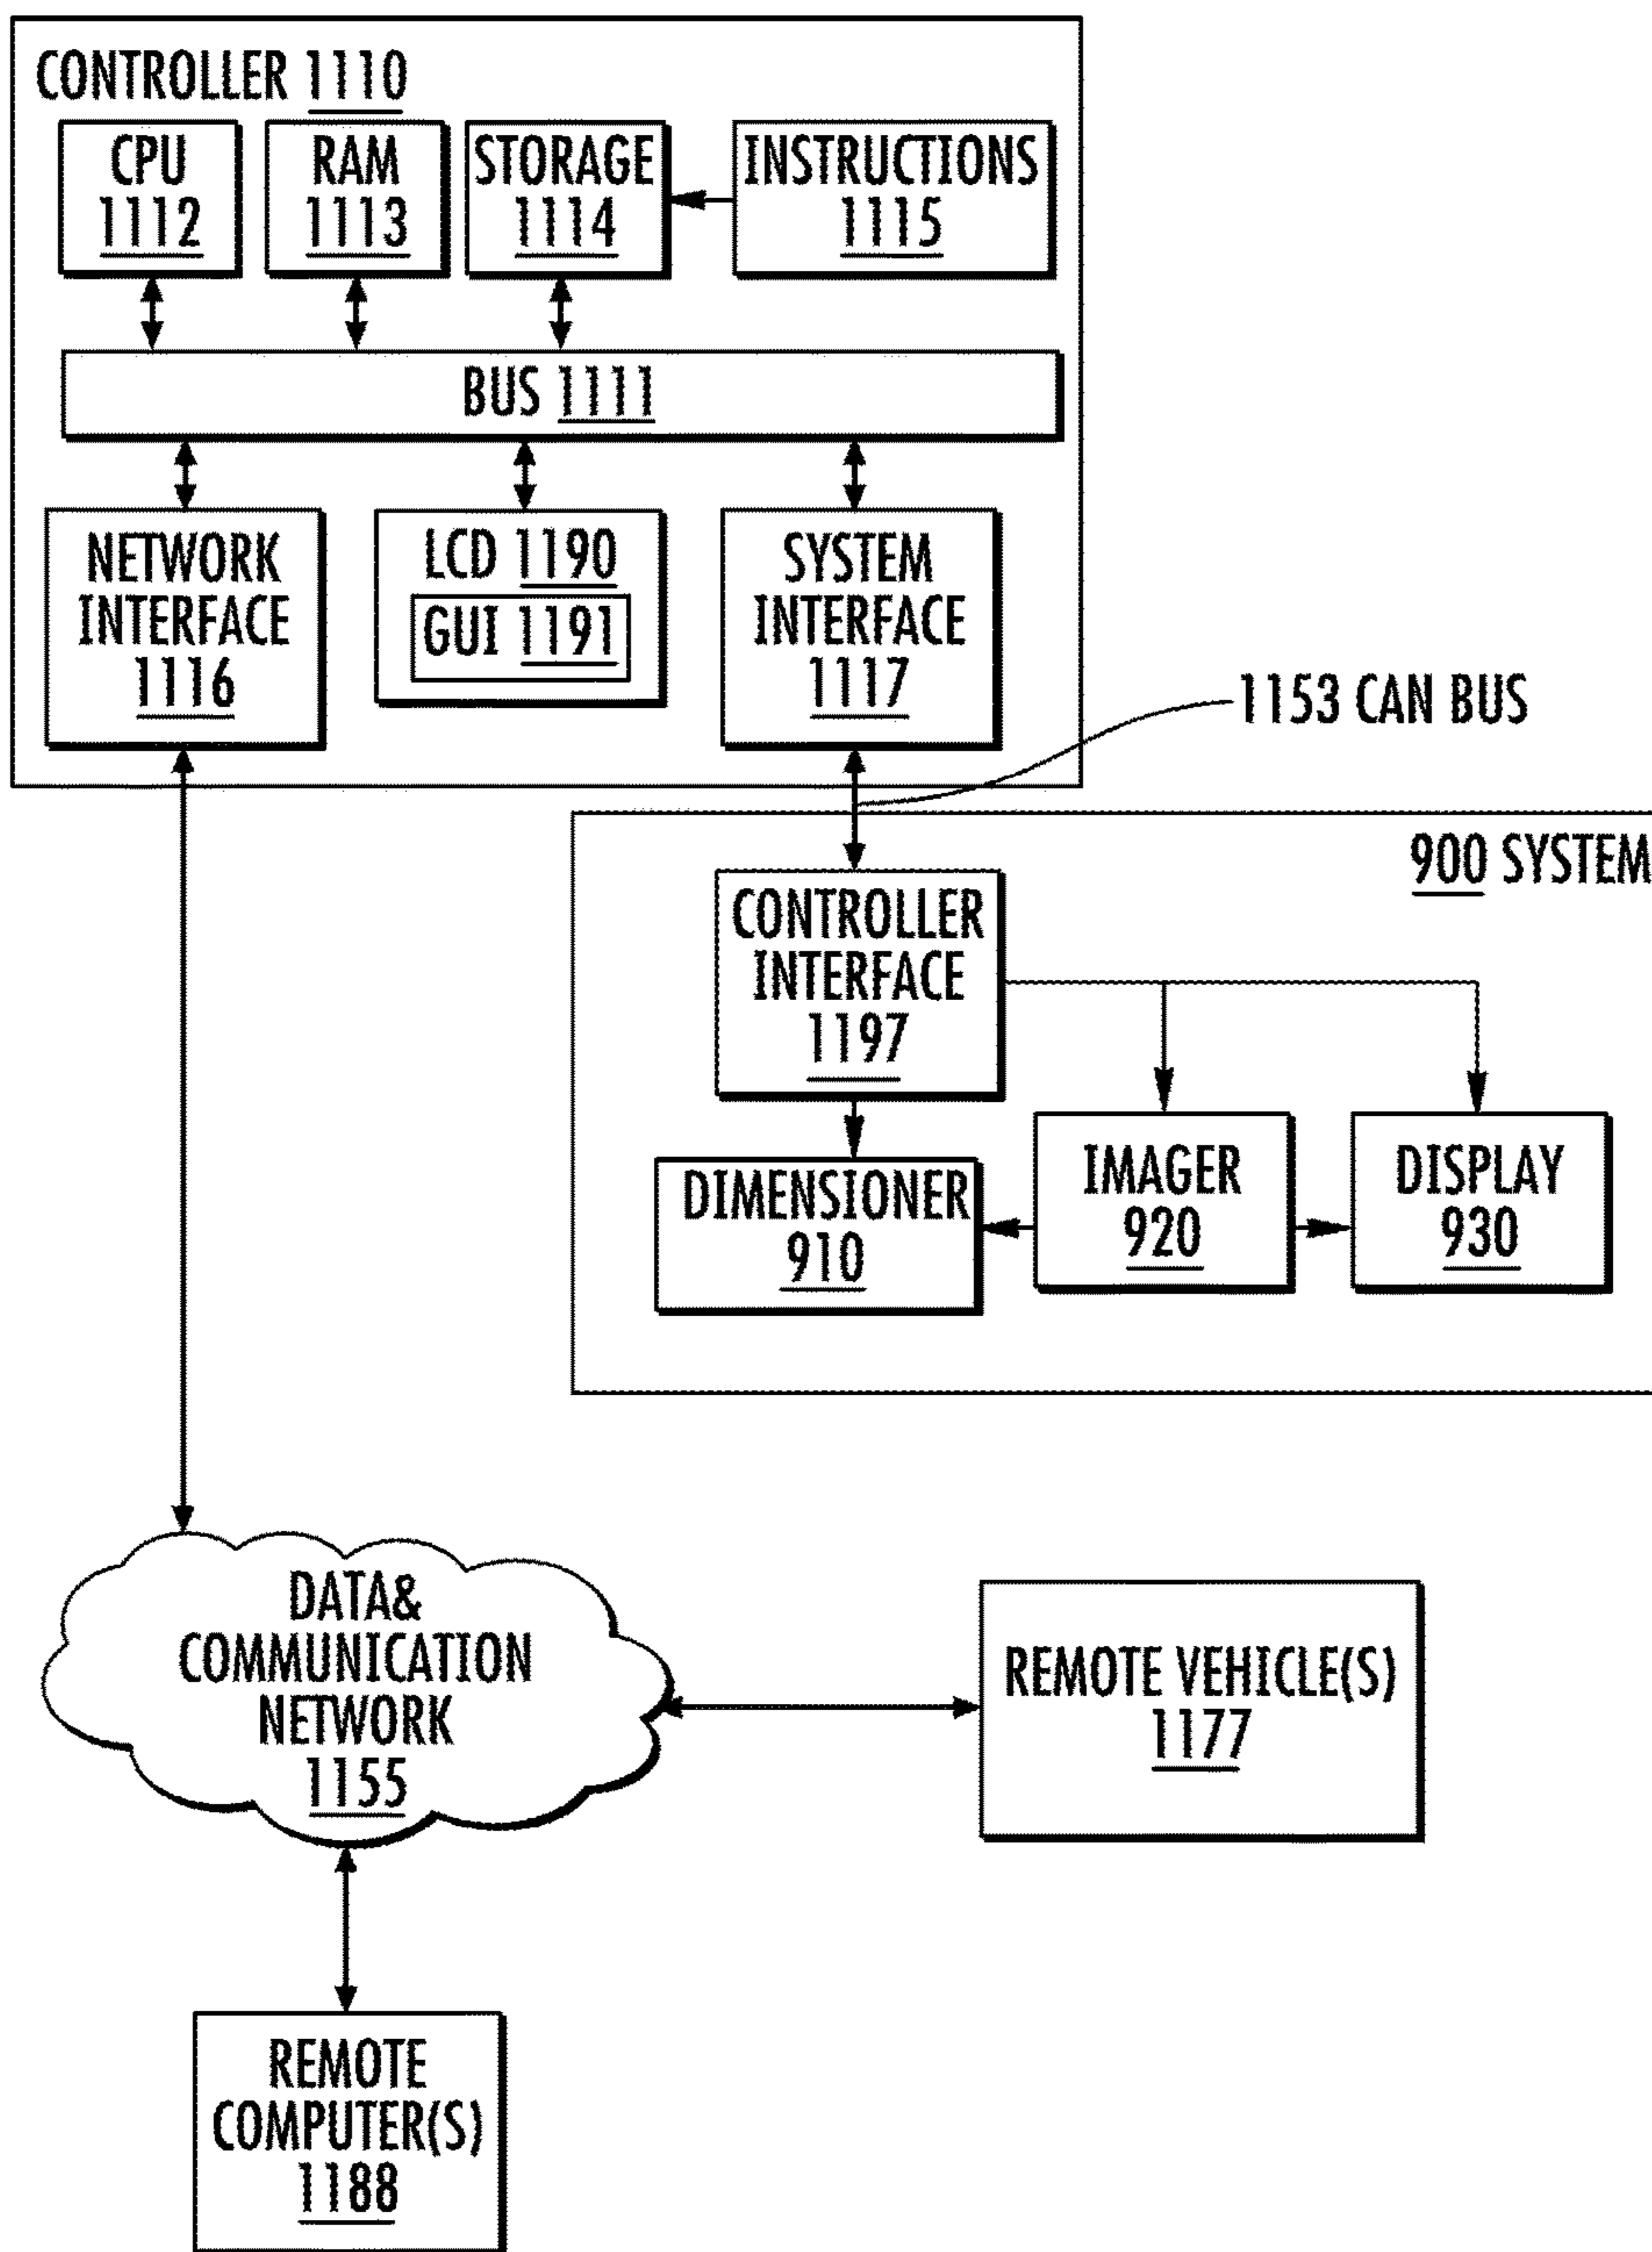 CONTROLLER 1110
CPU
1112
RAM
1113
STORAGE
1114
INSTRUCTIONS
1115
BUS 1111
NETWORK
INTERFACE
1116
LCD 1190
GUI 1191
SYSTEM
INTERFACE
1117
1153 CAN BUS
900 SYSTEM
CONTROLLER
INTERFACE
1197
DIMENSIONER
910
IMAGER
920
DISPLAY
930
DATA&
COMMUNICATION
NETWORK
1155
REMOTE VEHICLE(S)
1177
REMOTE
COMPUTER(S)
1188